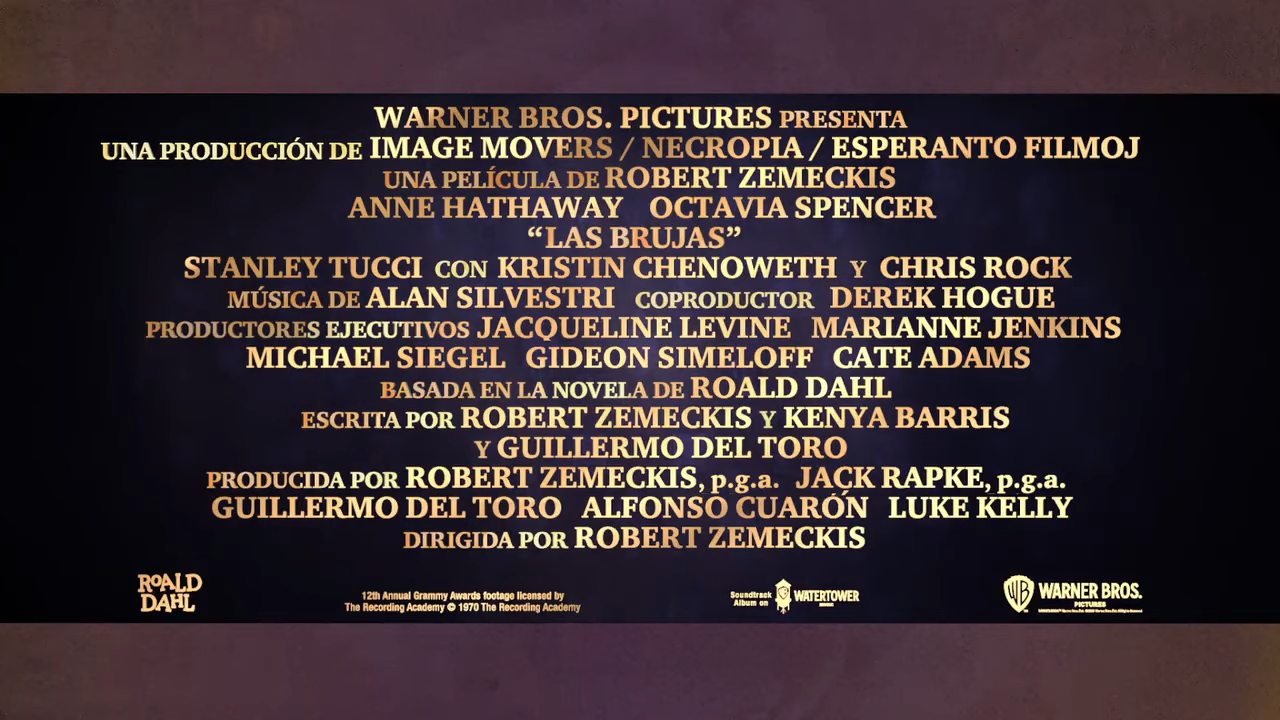 WARNER BROS. PICTURES PRESENTA
UNA PRODUCCIÓN DE IMAGE MOVERS / NECROPIA / ESPERANTO FILMOJ
UNA PELÍCULA DE ROBERT ZEMECKIS
ANNE HATHAWAY OCTAVIA SPENCER
“LAS BRUJAS”
STANLEY TUCCI CON KRISTIN CHENOWETH Y CHRIS ROCK
MÚSICA DE ALAN SILVESTRI COPRODUCTOR DEREK HOGUE
PRODUCTORES EJECUTIVOS JACQUELINE LEVINE MARIANNE JENKINS
MICHAEL SIEGEL GIDEON SIMELOFF CATE ADAMS
BASADA EN LA NOVELA DE ROALD DAHL
ESCRITA POR ROBERT ZEMECKIS Y KENYA BARRIS
Y GUILLERMO DEL TORO
PRODUCIDA POR ROBERT ZEMECKIS, p.g.a. JACK RAPKE, p.g.a.
GUILLERMO DEL TORO ALFONSO CUARÓN LUKE KELLY
DIRIGIDA POR ROBERT ZEMECKIS
ROALD
DAHL
12th Annual Grammy Awards footage licensed by
The Recording Academy © 1970 The Recording Academy
Soundtrack
Album on
WATERTOWER
MUSIC
WB
WARNER BROS.
PICTURES